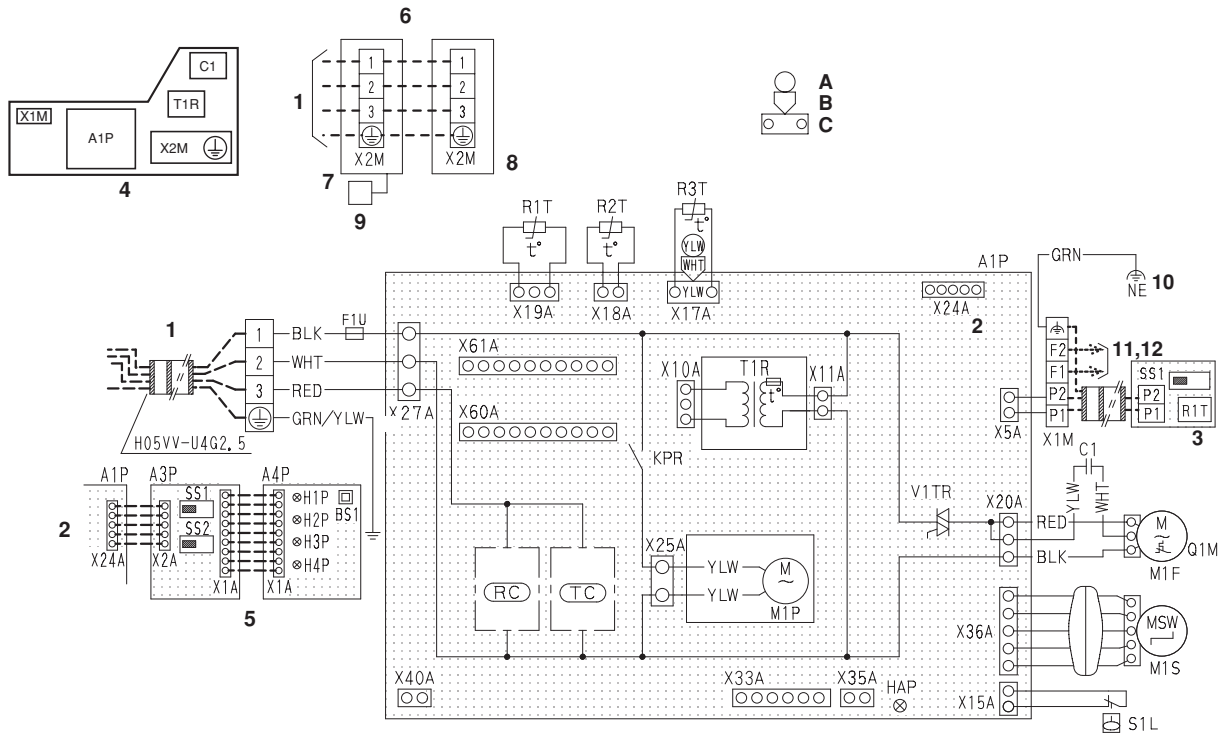 6
C1
T1R
X1M
A1P
X2M
4
1
1
2
3
X2M
7
9
1
2
3
X2M
8
A
B
C
R1T
t°
X19A
R2T
t°
X18A
R3T
t°
YLW
WHT
YLW
X17A
A1P
X24A
2
GRN
NE
10
1
H05VV-U4G2.5
1
2
3
BLK
F1U
WHT
RED
GRN/YLW
X27A
X61A
X60A
KPR
X10A
T1R
t°
X11A
F2
F1
P2
P1
X5A
X1M
11,12
SS1
P2
P1
R1T
3
C1
YLW
WHT
V1TR
X20A
RED
BLK
M
~
Q1M
M1F
A1P
2
X24A
A3P
SS1
SS2
X2A
X1A
A4P
H1P
H2P
H3P
H4P
BS1
X1A
5
RC
TC
X25A
YLW
YLW
M
~
M1P
X36A
MSW
M1S
X40A
X33A
X35A
HAP
X15A
S1L